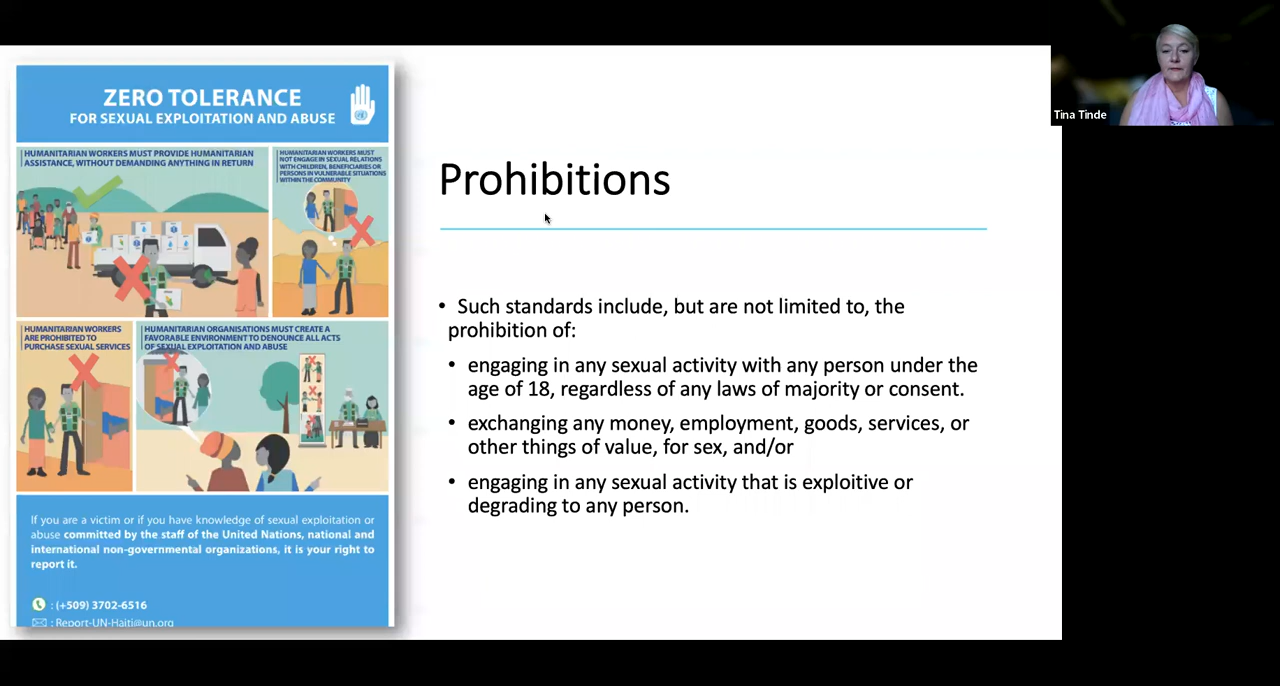 ZERO TOLERANCE
FOR SEXUAL EXPLOITATION AND ABUSE
HUMANITARIAN WORKERS MUST PROVIDE HUMANITARIAN
ASSISTANCE, WITHOUT DEMANDING ANYTHING IN RETURN
HUMANITARIAN WORKERS MUST
NOT ENGAGE IN SEXUAL RELATIONS
WITH CHILDREN, BENEFICIARIES OR
PERSONS IN VULNERABLE SITUATIONS
WITHIN THE COMMUNITY
HUMANITARIAN WORKERS
ARE PROHIBITED TO
PURCHASE SEXUAL SERVICES
HUMANITARIAN ORGANISATIONS MUST CREATE A
FAVORABLE ENVIRONMENT TO DENOUNCE ALL ACTS
OF SEXUAL EXPLOITATION AND ABUSE
If you are a victim or if you have knowledge of sexual exploitation or
abuse committed by the staff of the United Nations, national and
international non-governmental organizations, it is your right to
report it.
: (+509) 3702-6516
: Report-UN-Haiti@un.org
Prohibitions
• Such standards include, but are not limited to, the
prohibition of:
• engaging in any sexual activity with any person under the
age of 18, regardless of any laws of majority or consent.
• exchanging any money, employment, goods, services, or
other things of value, for sex, and/or
• engaging in any sexual activity that is exploitive or
degrading to any person.
Tina Tinde